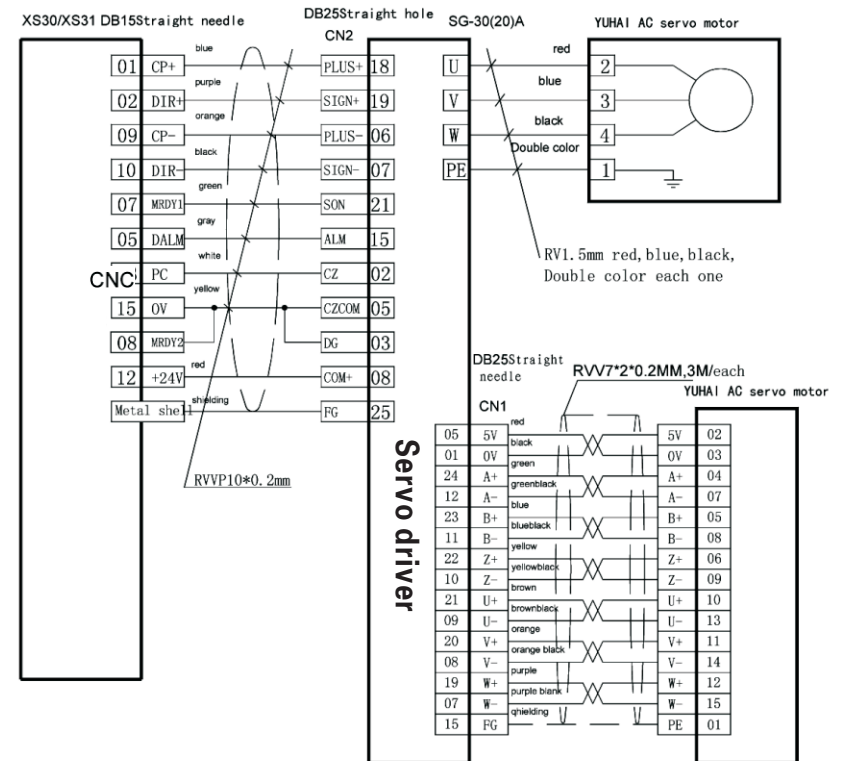 XS30/XS31 DB15Straight needle
DB25Straight hole
CN2
SG-30(20)A
YUHAI AC servo motor
01 CP+ blue PLUS+ 18
02 DIR+ purple SIGN+ 19
09 CP- orange PLUS- 06
10 DIR- black SIGN- 07
07 MRDY1 green SON 21
05 DALM gray ALM 15
CNC PC white CZ 02
15 0V yellow CZCOM 05
08 MRDY2 DG 03
12 +24V red COM+ 08
Metal shell shielding FG 25
RVVP10*0.2mm
U red 2
V blue 3
W black 4
PE Double color 1
RV1.5mm red,blue,black,
Double color each one
Servo driver
DB25Straight
needle
CN1
RVV7*2*0.2MM,3M/each
YUHAI AC servo motor
05 5V red 5V 02
01 0V black 0V 03
24 A+ green A+ 04
12 A- greenblack A- 07
23 B+ blue B+ 05
11 B- blueblack B- 08
22 Z+ yellow Z+ 06
10 Z- yellowblack Z- 09
21 U+ brown U+ 10
09 U- brownblack U- 13
20 V+ orange V+ 11
08 V- orange black V- 14
19 W+ purple W+ 12
07 W- purple blank W- 15
15 FG qhielding PE 01